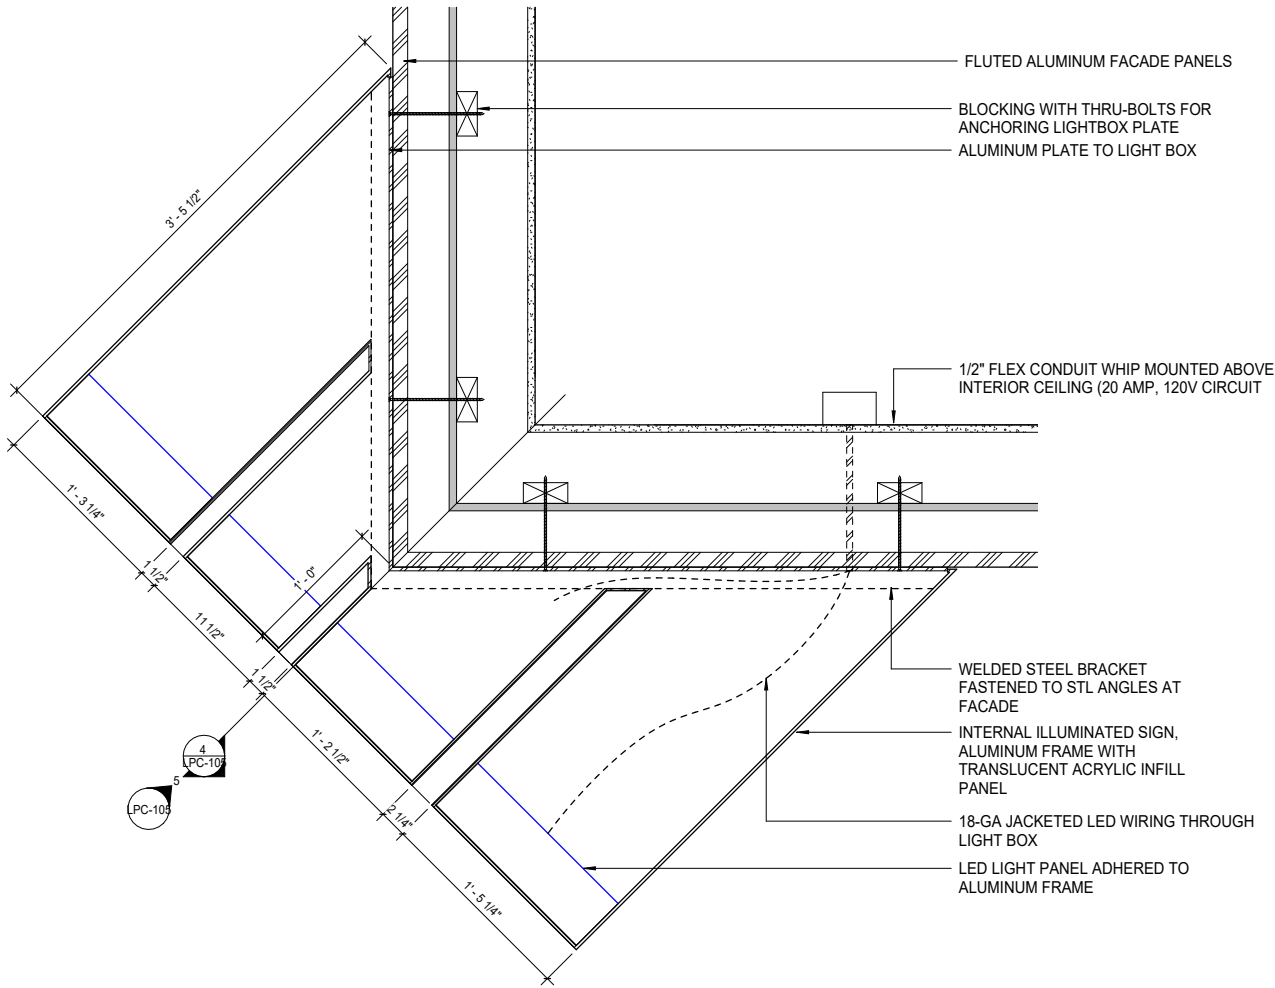 FLUTED ALUMINUM FACADE PANELS
BLOCKING WITH THRU-BOLTS FOR
ANCHORING LIGHTBOX PLATE
ALUMINUM PLATE TO LIGHT BOX
3' - 5 1/2"
1/2" FLEX CONDUIT WHIP MOUNTED ABOVE
INTERIOR CEILING (20 AMP, 120V CIRCUIT
1' - 3 1/4"
1 1/2"
1' - 0"
11 1/2"
1 1/2"
WELDED STEEL BRACKET
FASTENED TO STL ANGLES AT
FACADE
INTERNAL ILLUMINATED SIGN,
ALUMINUM FRAME WITH
TRANSLUCENT ACRYLIC INFILL
PANEL
1' - 2 1/2"
4
LPC-105
5
LPC-105
2 1/4"
18-GA JACKETED LED WIRING THROUGH
LIGHT BOX
LED LIGHT PANEL ADHERED TO
ALUMINUM FRAME
1' - 5 1/4"